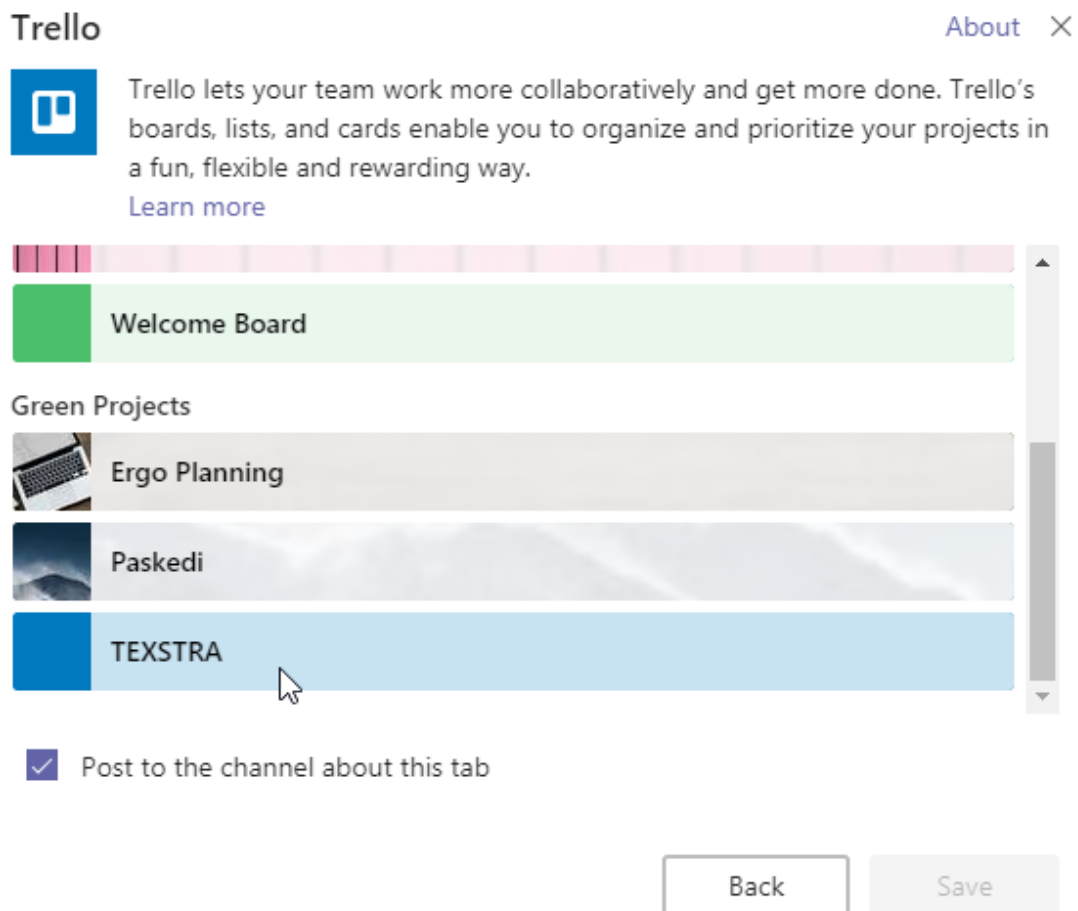 Trello
About
Trello lets your team work more collaboratively and get more done. Trello's
boards, lists, and cards enable you to organize and prioritize your projects in
a fun, flexible and rewarding way.
Learn more
Welcome Board
Green Projects
Ergo Planning
Paskedi
TEXSTRA
Post to the channel about this tab
Back
Save